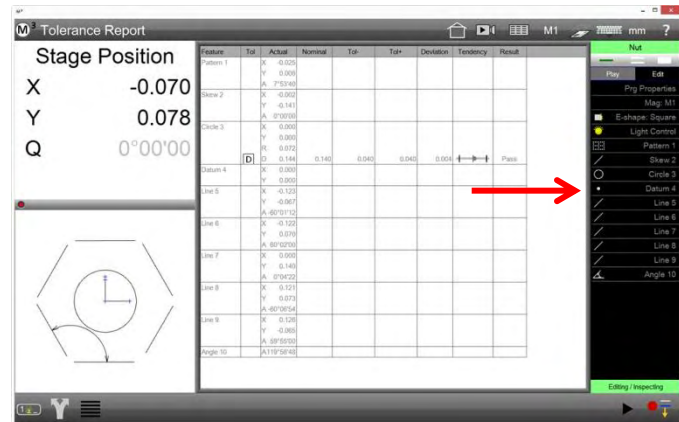 M³ Tolerance Report
M1
mm
?
Stage Position
X -0.070
Y 0.078
Q 0°00'00
Feature Tol Actual Nominal Tol- Tol+ Deviation Tendency Result
Pattern 1 X -0.025
Y 0.008
A 7°53'40
Skew 2 X -0.002
Y -0.141
A 0°00'00
Circle 3 X 0.000
Y 0.000
R 0.072
D D 0.144 0.140 0.040 0.040 0.004 Pass
Datum 4 X 0.000
Y 0.000
Line 5 X -0.123
Y -0.067
A -60°01'12
Line 6 X -0.122
Y 0.070
A 60°02'00
Line 7 X 0.000
Y 0.140
A 0°04'22
Line 8 X 0.121
Y 0.073
A -60°06'54
Line 9 X 0.126
Y -0.065
A 59°55'00
Angle 10 A 119°58'48
Nut
Play Edit
Prg Properties
Mag: M1
E-shape: Square
Light Control
Pattern 1
Skew 2
Circle 3
Datum 4
Line 5
Line 6
Line 7
Line 8
Line 9
Angle 10
Editing / Inspecting